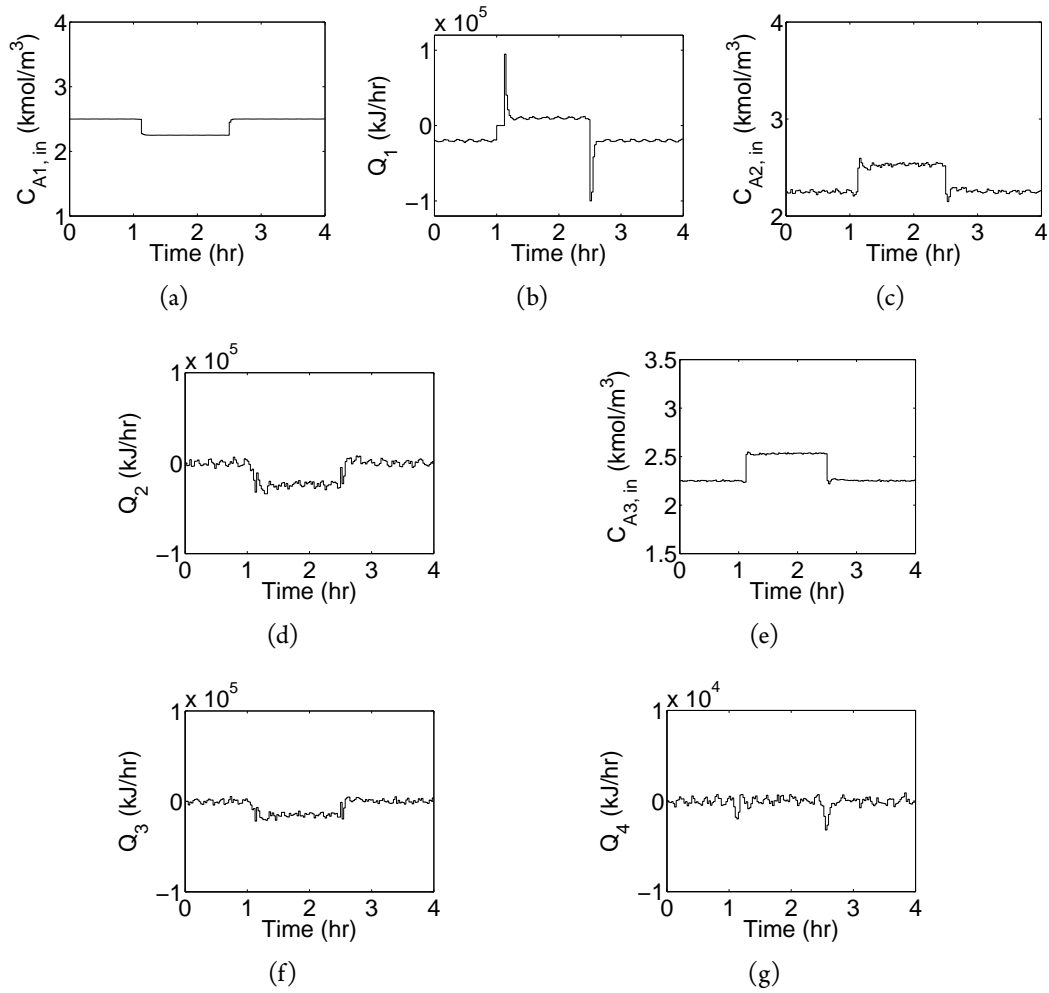 4
3
2
1
C_{A1, in} (kmol/m^3)
0 1 2 3 4
Time (hr)
(a)
x 10^5
1
0
−1
Q_1 (kJ/hr)
0 1 2 3 4
Time (hr)
(b)
4
3
2
C_{A2, in} (kmol/m^3)
0 1 2 3 4
Time (hr)
(c)
x 10^5
1
0
−1
Q_2 (kJ/hr)
0 1 2 3 4
Time (hr)
(d)
3.5
3
2.5
2
1.5
C_{A3, in} (kmol/m^3)
0 1 2 3 4
Time (hr)
(e)
x 10^5
1
0
−1
Q_3 (kJ/hr)
0 1 2 3 4
Time (hr)
(f)
x 10^4
1
0
−1
Q_4 (kJ/hr)
0 1 2 3 4
Time (hr)
(g)